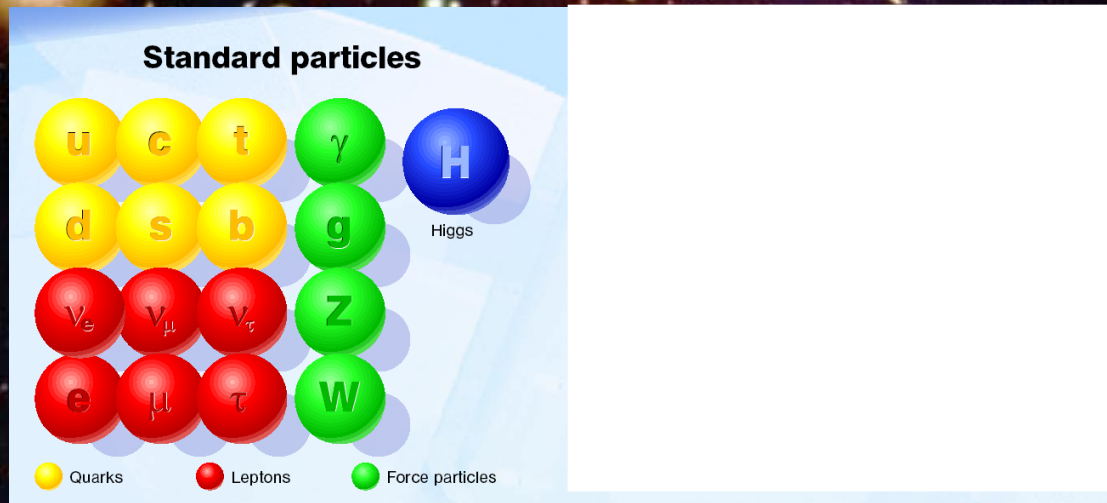 Standard particles
u c t γ H
d s b g Higgs
νe νμ ντ Z
e μ τ W
Quarks Leptons Force particles